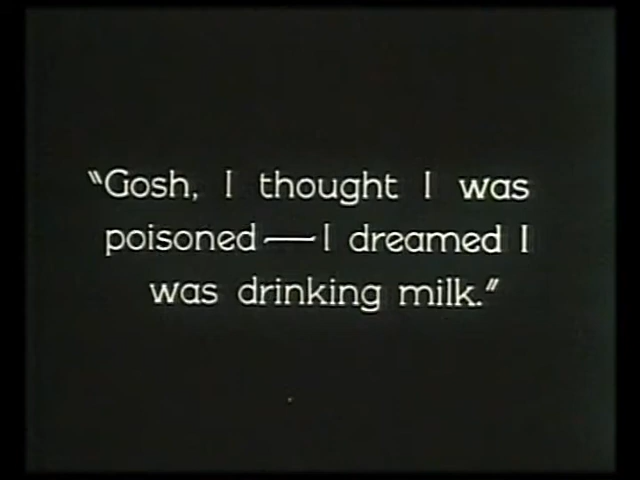 "Gosh, I thought I was
poisoned—I dreamed I
was drinking milk."